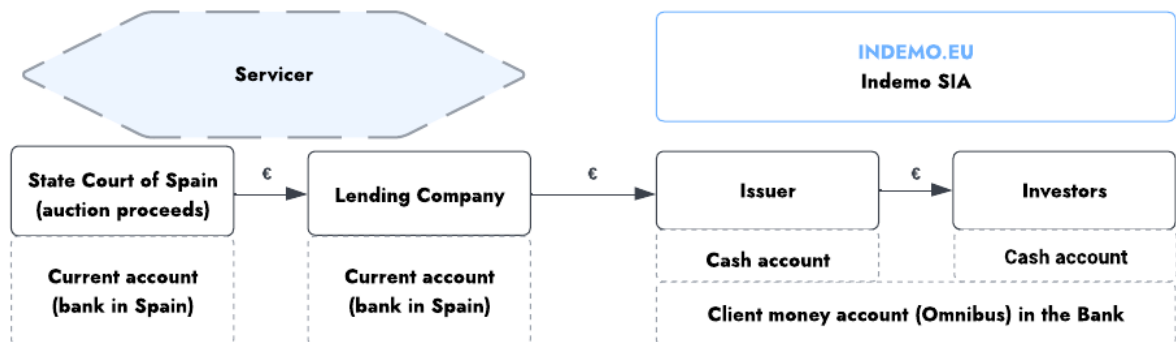 Servicer
INDEMO.EU
Indemo SIA
State Court of Spain
(auction proceeds)
€
Lending Company
€
Issuer
€
Investors
Current account
(bank in Spain)
Current account
(bank in Spain)
Cash account
Cash account
Client money account (Omnibus) in the Bank